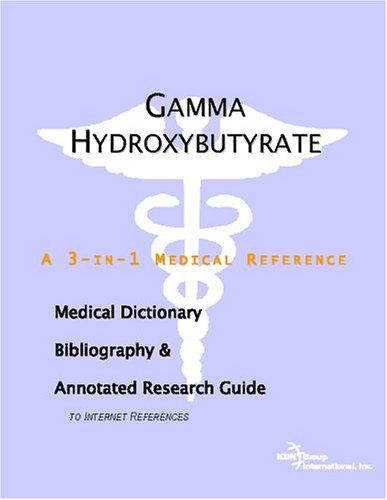 GAMMA
HYDROXYBUTYRATE
A 3-IN-1 MEDICAL REFERENCE
Medical Dictionary
Bibliography &
Annotated Research Guide
TO INTERNET REFERENCES
ICON Group
International, Inc.